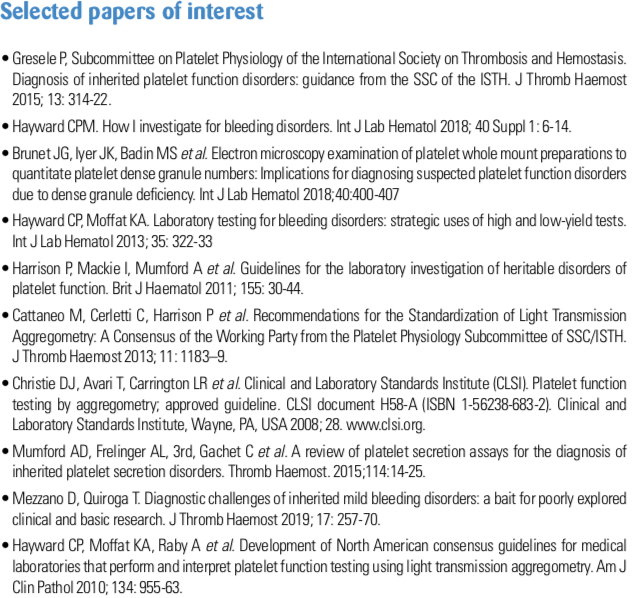 Selected papers of interest
• Gresele P, Subcommittee on Platelet Physiology of the International Society on Thrombosis and Hemostasis.
Diagnosis of inherited platelet function disorders: guidance from the SSC of the ISTH. J Thromb Haemost
2015; 13: 314-22.
• Hayward CPM. How I investigate for bleeding disorders. Int J Lab Hematol 2018; 40 Suppl 1: 6-14.
• Brunet JG, Iyer JK, Badin MS et al. Electron microscopy examination of platelet whole mount preparations to
quantitate platelet dense granule numbers: Implications for diagnosing suspected platelet function disorders
due to dense granule deficiency. Int J Lab Hematol 2018;40:400-407
• Hayward CP, Moffat KA. Laboratory testing for bleeding disorders: strategic uses of high and low-yield tests.
Int J Lab Hematol 2013; 35: 322-33
• Harrison P, Mackie I, Mumford A et al. Guidelines for the laboratory investigation of heritable disorders of
platelet function. Brit J Haematol 2011; 155: 30-44.
• Cattaneo M, Cerletti C, Harrison P et al. Recommendations for the Standardization of Light Transmission
Aggregometry: A Consensus of the Working Party from the Platelet Physiology Subcommittee of SSC/ISTH.
J Thromb Haemost 2013; 11: 1183–9.
• Christie DJ, Avari T, Carrington LR et al. Clinical and Laboratory Standards Institute (CLSI). Platelet function
testing by aggregometry; approved guideline. CLSI document H58-A (ISBN 1-56238-683-2). Clinical and
Laboratory Standards Institute, Wayne, PA, USA 2008; 28. www.clsi.org.
• Mumford AD, Frelinger AL, 3rd, Gachet C et al. A review of platelet secretion assays for the diagnosis of
inherited platelet secretion disorders. Thromb Haemost. 2015;114:14-25.
• Mezzano D, Quiroga T. Diagnostic challenges of inherited mild bleeding disorders: a bait for poorly explored
clinical and basic research. J Thromb Haemost 2019; 17: 257-70.
• Hayward CP, Moffat KA, Raby A et al. Development of North American consensus guidelines for medical
laboratories that perform and interpret platelet function testing using light transmission aggregometry. Am J
Clin Pathol 2010; 134: 955-63.